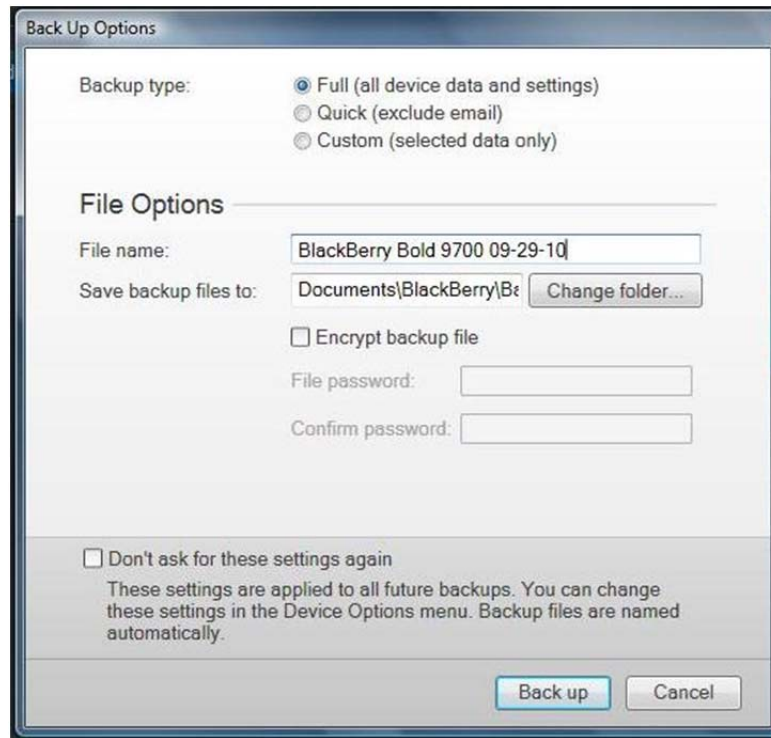 Back Up Options
Backup type:
Full (all device data and settings)
Quick (exclude email)
Custom (selected data only)
File Options
File name:
BlackBerry Bold 9700 09-29-10
Save backup files to:
Documents\BlackBerry\Ba
Change folder...
Encrypt backup file
File password:
Confirm password:
Don't ask for these settings again
These settings are applied to all future backups. You can change
these settings in the Device Options menu. Backup files are named
automatically.
Back up
Cancel